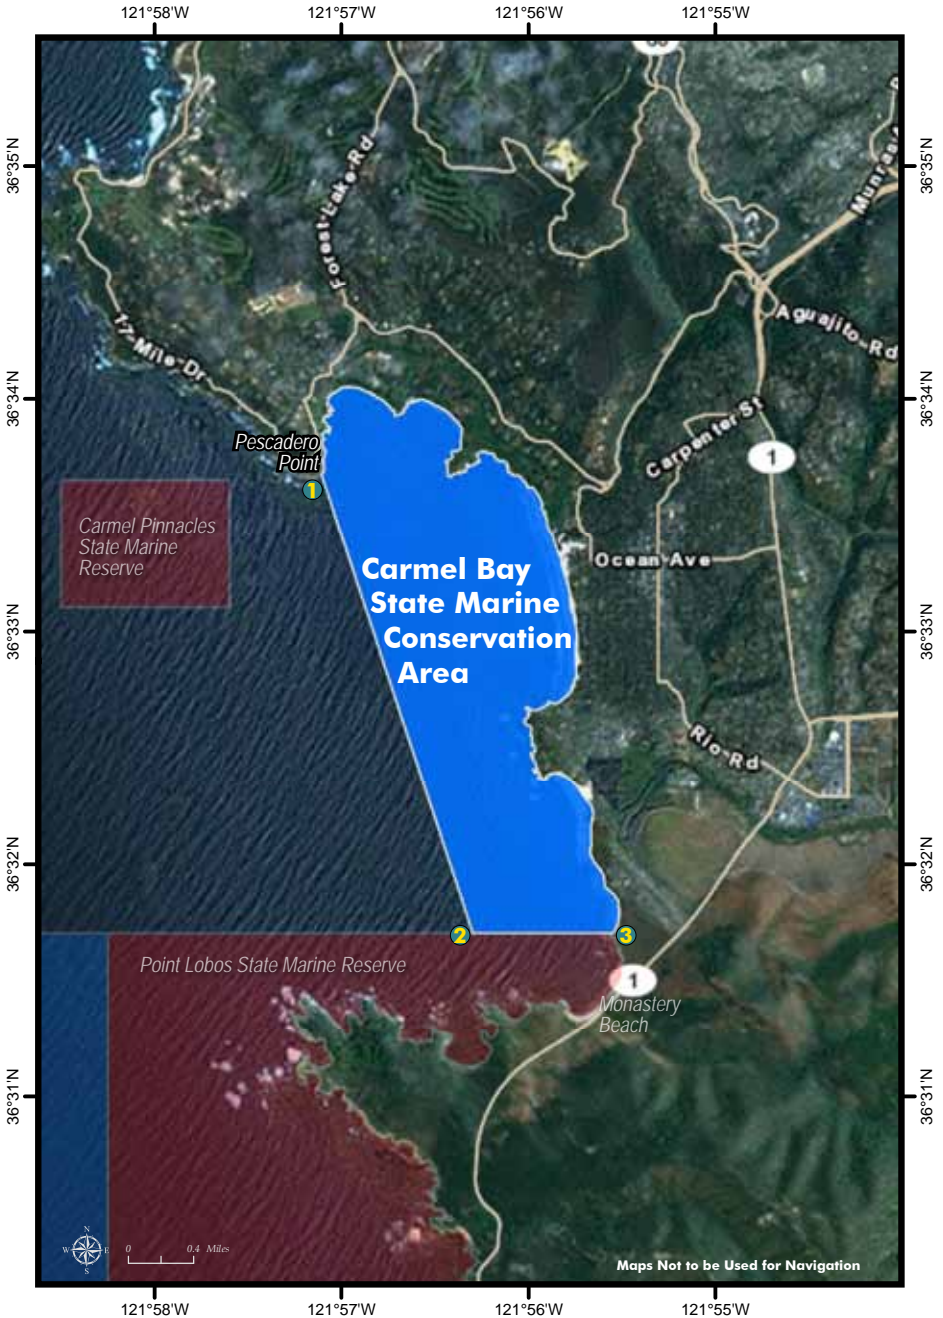 121°58'W
121°57'W
121°56'W
121°55'W
36°35'N
36°35'N
Forest Lake Rd
Munras A
Aguajito Rd
17-Mile-Dr
36°34'N
36°34'N
Carpenter St
Pescadero
Point
1
1
Carmel Pinnacles
State Marine
Reserve
Ocean Ave
Carmel Bay
State Marine
Conservation
Area
36°33'N
36°33'N
Rio Rd
36°32'N
36°32'N
2
3
Point Lobos State Marine Reserve
1
Monastery
Beach
36°31'N
36°31'N
N
W E
S
0 0.4 Miles
Maps Not to be Used for Navigation
121°58'W
121°57'W
121°56'W
121°55'W